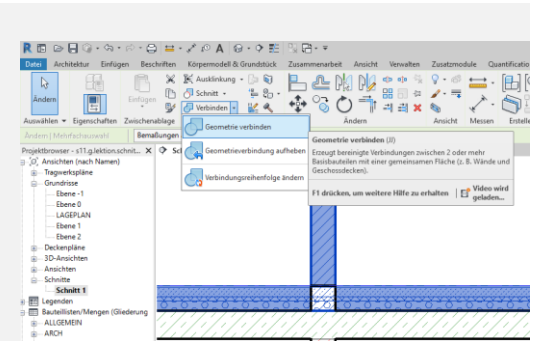 Datei Architektur Einfügen Beschriften Körpermodell & Grundstück Zusammenarbeit Ansicht Verwalten Zusatzmodule Quantification
Ändern
Einfügen
Ausklinkung
Schnitt
Verbinden
Auswählen Eigenschaften Zwischenablage Ändern Ansicht Messen Erstelle
Ändern | Mehrfachauswahl
Bemaßungen
Geometrie verbinden
Geometrieverbindung aufheben
Verbindungsreihenfolge ändern
Geometrie verbinden (JI)
Erzeugt bereinigte Verbindungen zwischen 2 oder mehr
Basisbauteilen mit einer gemeinsamen Fläche (z. B. Wände und
Geschossdecken).
F1 drücken, um weitere Hilfe zu erhalten
Video wird
geladen...
Projektbrowser - s11.g.lektion.schnit...
Ansichten (nach Namen)
Tragwerkspläne
Grundrisse
Ebene -1
Ebene 0
LAGEPLAN
Ebene 1
Ebene 2
Deckenpläne
3D-Ansichten
Ansichten
Schnitte
Schnitt 1
Legenden
Bauteillisten/Mengen (Gliederung
ALLGEMEIN
ARCH